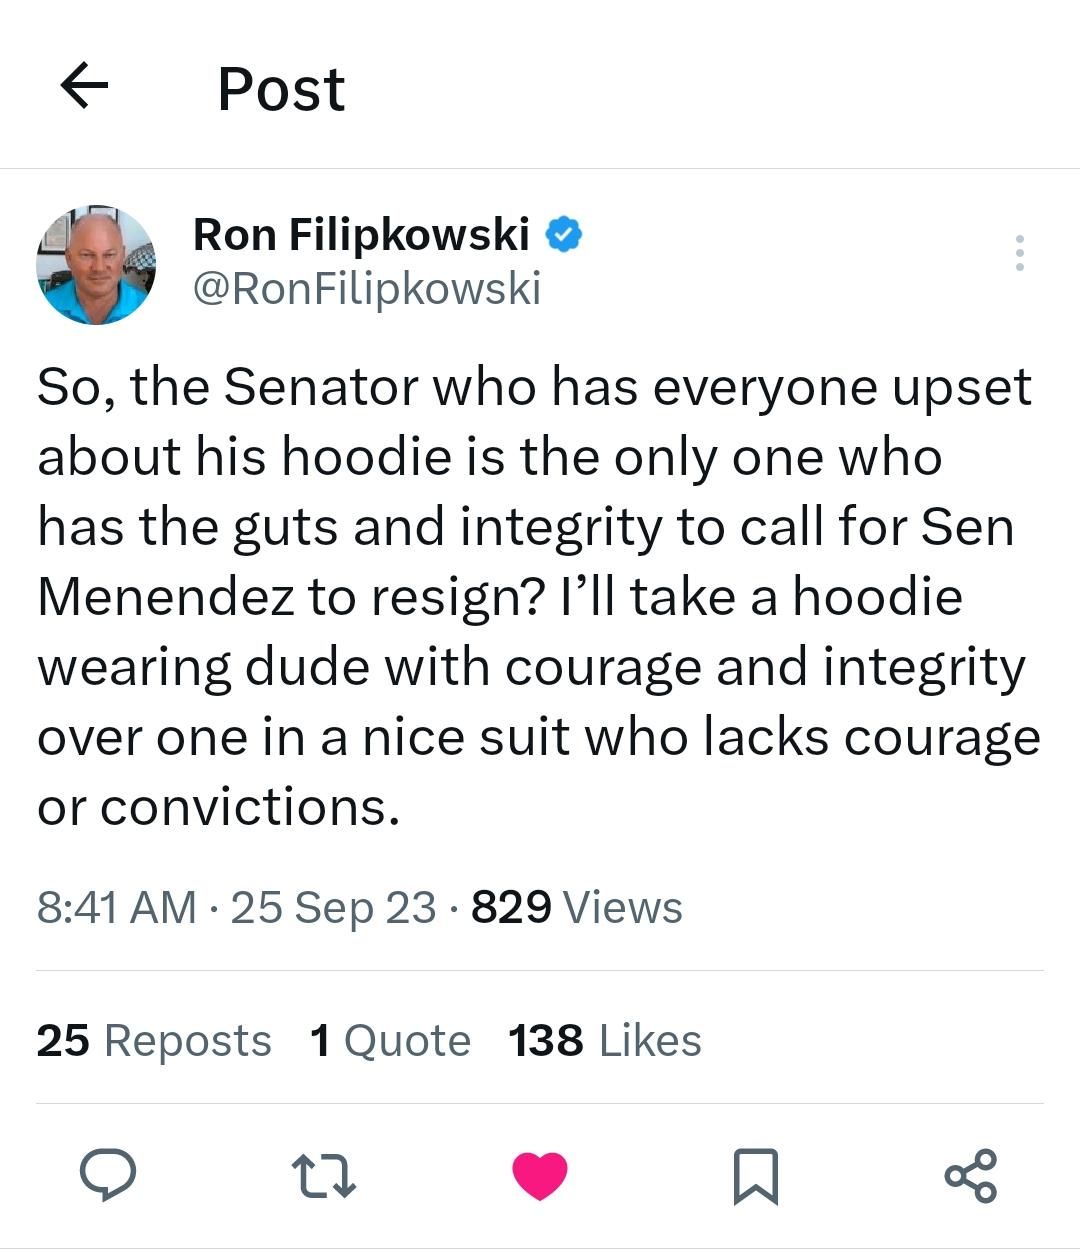 Post
Ron Filipkowski
@RonFilipkowski
So, the Senator who has everyone upset
about his hoodie is the only one who
has the guts and integrity to call for Sen
Menendez to resign? I’ll take a hoodie
wearing dude with courage and integrity
over one in a nice suit who lacks courage
or convictions.
8:41 AM · 25 Sep 23 · 829 Views
25 Reposts 1 Quote 138 Likes